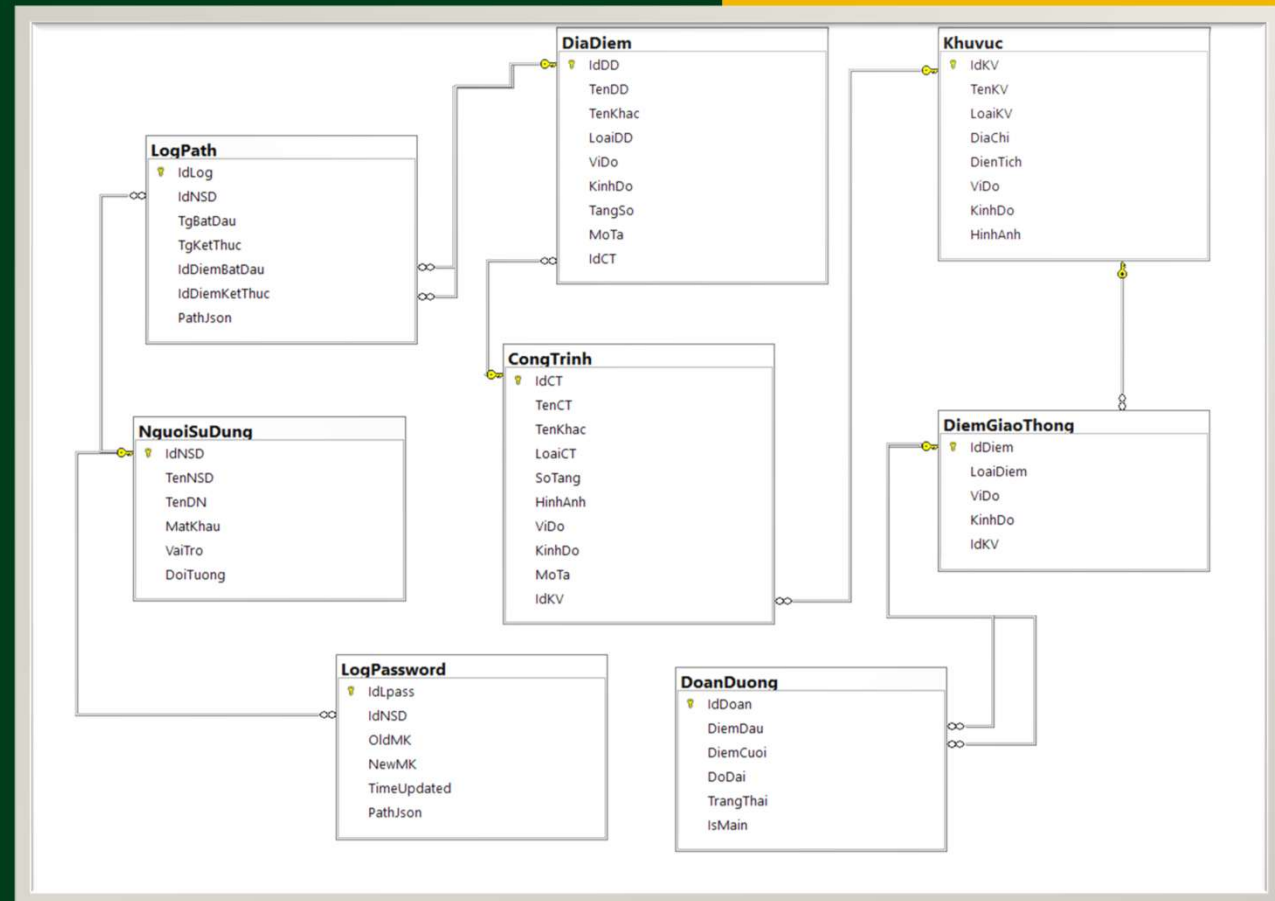 DiaDiem
IdDD
TenDD
TenKhac
LoaiDD
ViDo
KinhDo
TangSo
MoTa
IdCT
Khuvuc
IdKV
TenKV
LoaiKV
DiaChi
DienTich
ViDo
KinhDo
HinhAnh
LogPath
IdLog
IdNSD
TgBatDau
TgKetThuc
IdDiemBatDau
IdDiemKetThuc
PathJson
CongTrinh
IdCT
TenCT
TenKhac
LoaiCT
SoTang
HinhAnh
ViDo
KinhDo
MoTa
IdKV
NguoiSuDung
IdNSD
TenNSD
TenDN
MatKhau
VaiTro
DoiTuong
DiemGiaoThong
IdDiem
LoaiDiem
ViDo
KinhDo
IdKV
LogPassword
IdLpass
IdNSD
OldMK
NewMK
TimeUpdated
PathJson
DoanDuong
IdDoan
DiemDau
DiemCuoi
DoDai
TrangThai
IsMain